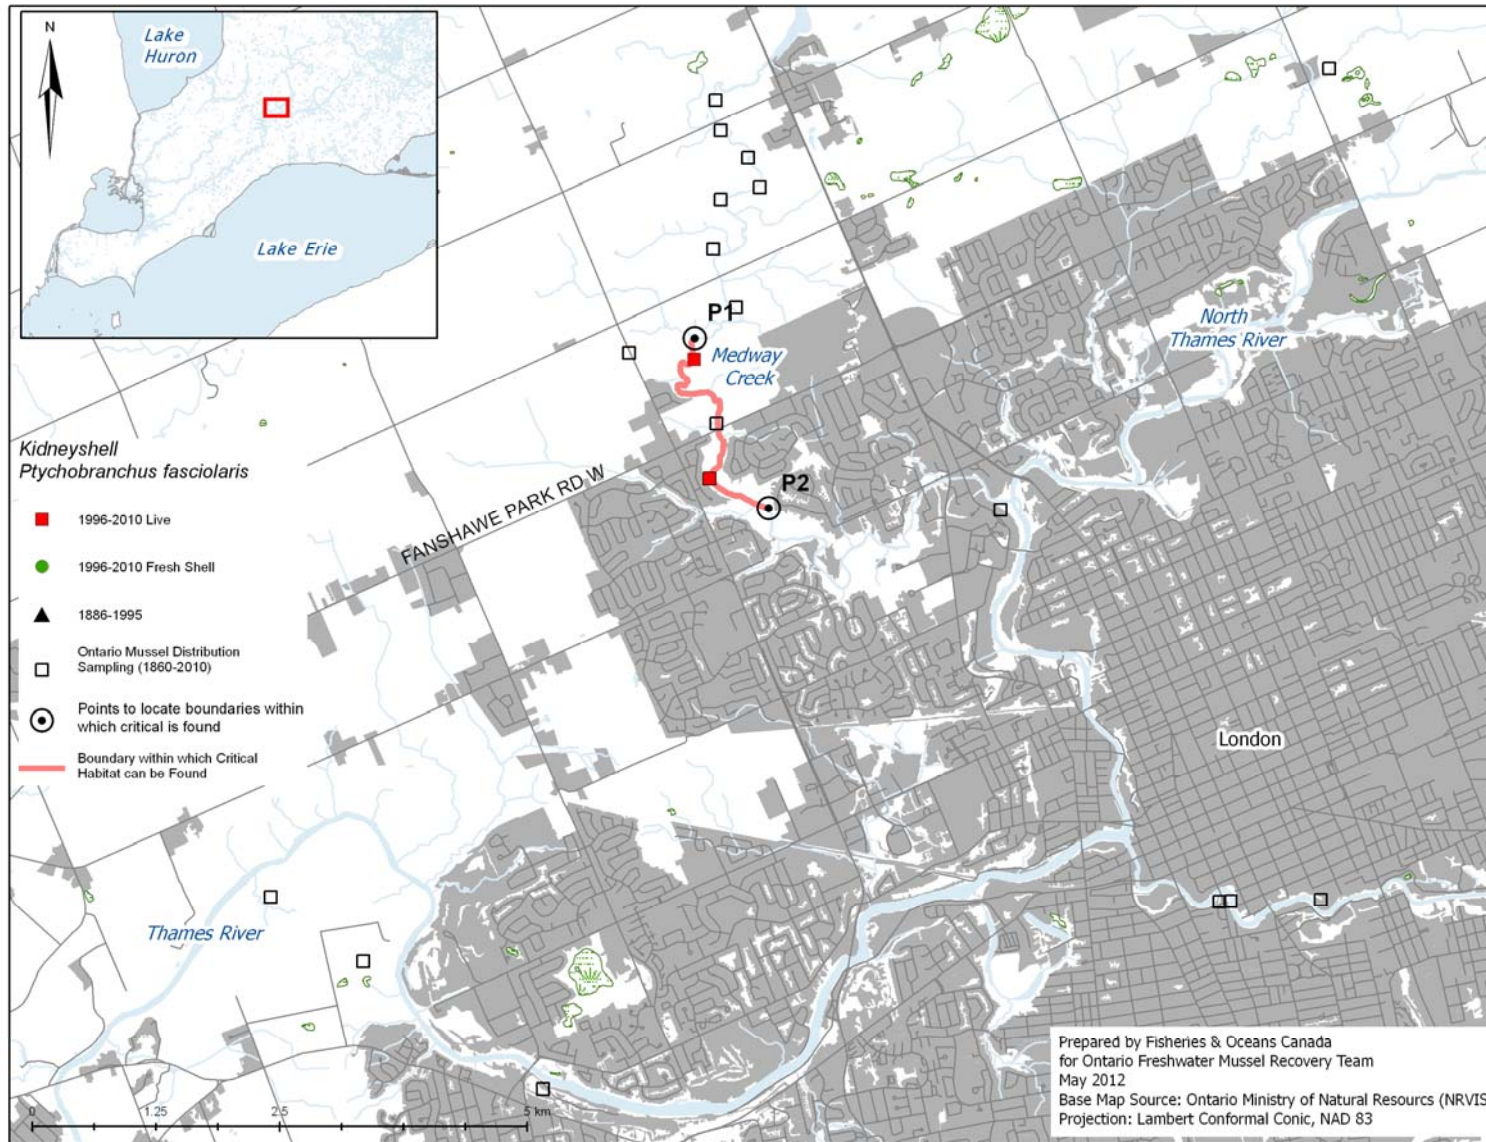 N
Lake
Huron
Lake Erie
P1
Medway
Creek
North
Thames River
P2
FANSHAWE PARK RD W
Kidneyshell
Ptychobranchus fasciolaris
1996-2010 Live
1996-2010 Fresh Shell
1886-1995
Ontario Mussel Distribution
Sampling (1860-2010)
Points to locate boundaries within
which critical is found
Boundary within which Critical
Habitat can be Found
London
Thames River
Prepared by Fisheries & Oceans Canada
for Ontario Freshwater Mussel Recovery Team
May 2012
Base Map Source: Ontario Ministry of Natural Resourcs (NRVIS
Projection: Lambert Conformal Conic, NAD 83
0 1.25 2.5 5 km